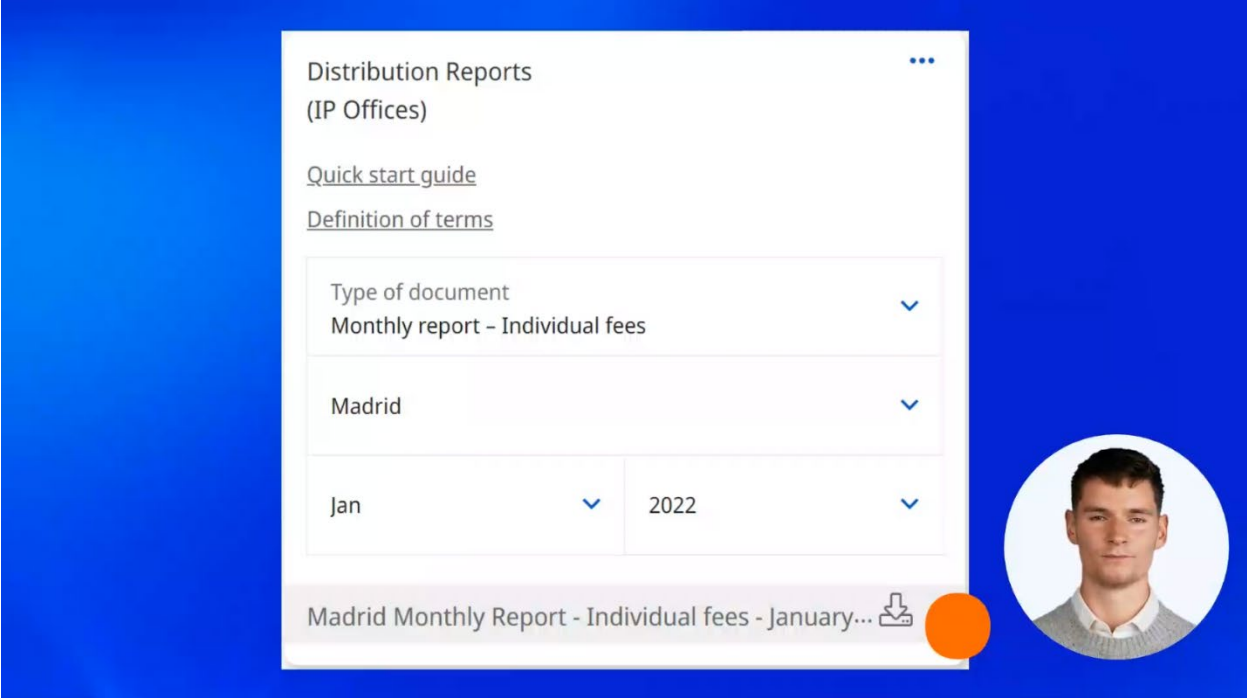 Distribution Reports
(IP Offices)
Quick start guide
Definition of terms
Type of document
Monthly report – Individual fees
Madrid
Jan
2022
Madrid Monthly Report - Individual fees - January...